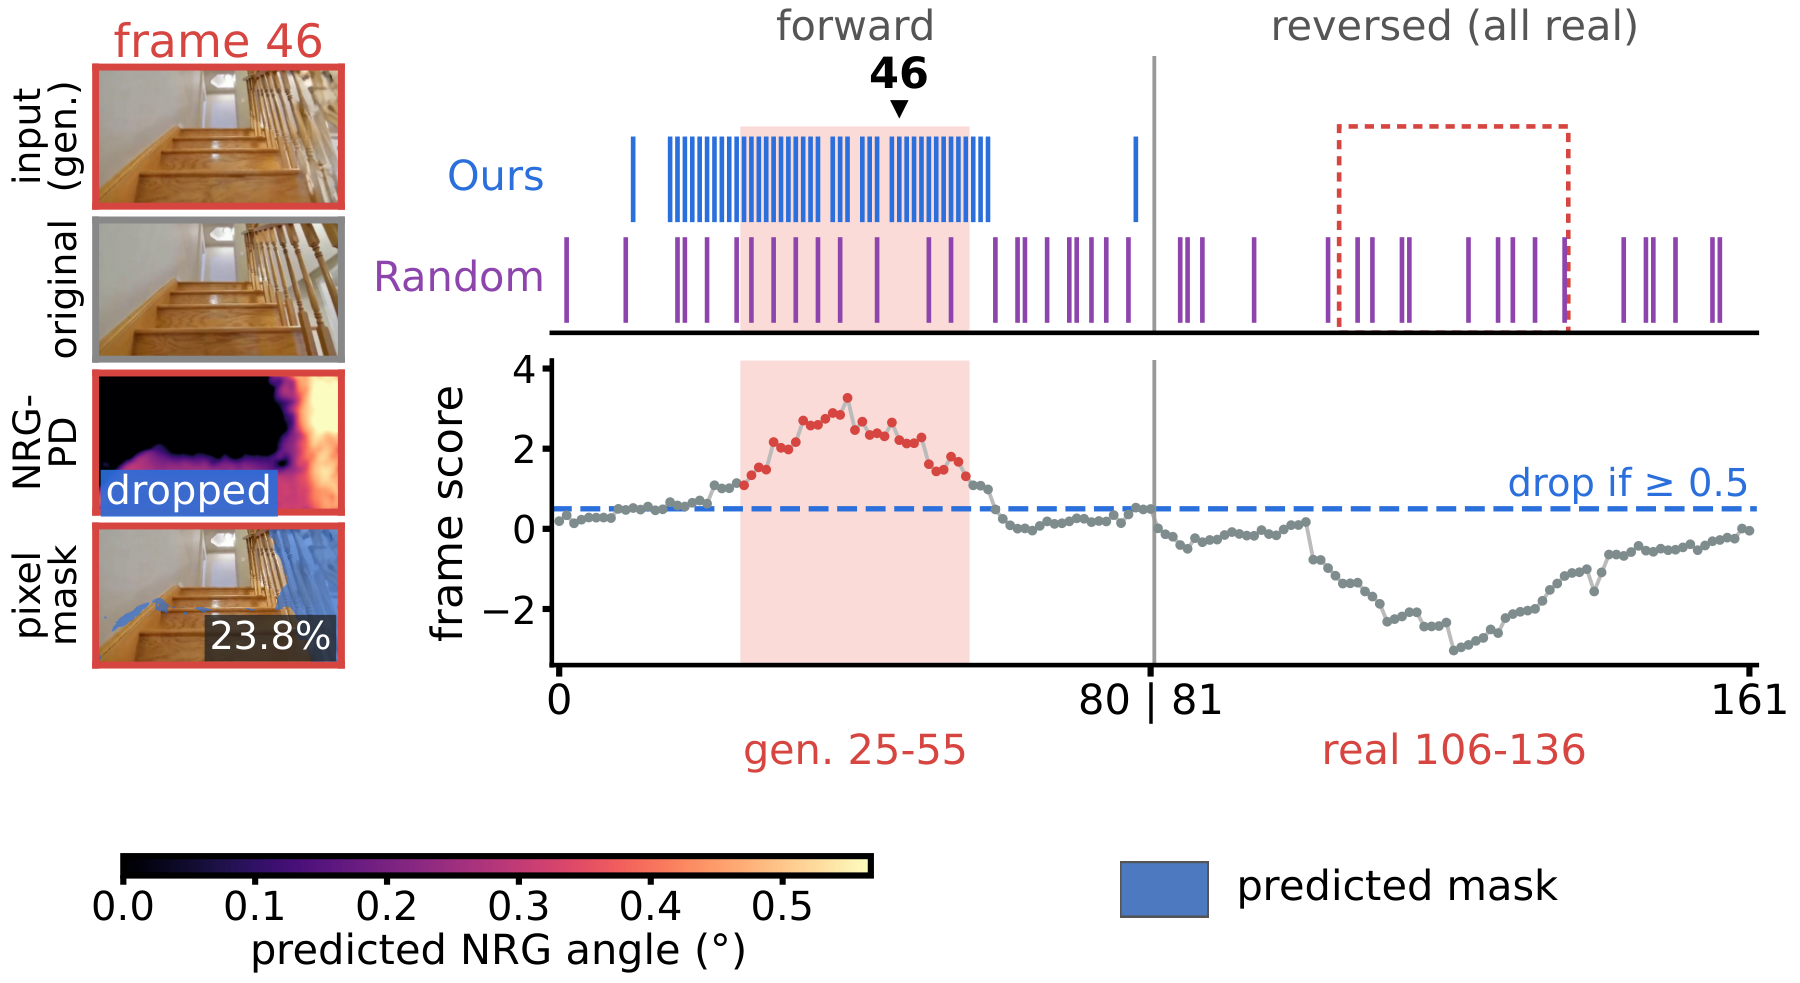 frame 46
input
(gen.)
original
NRG-
PD
dropped
pixel
mask
23.8%
forward
reversed (all real)
46
Ours
Random
frame score
4
2
0
−2
drop if ≥ 0.5
0
80 | 81
161
gen. 25-55
real 106-136
0.0
0.1
0.2
0.3
0.4
0.5
predicted NRG angle (°)
predicted mask